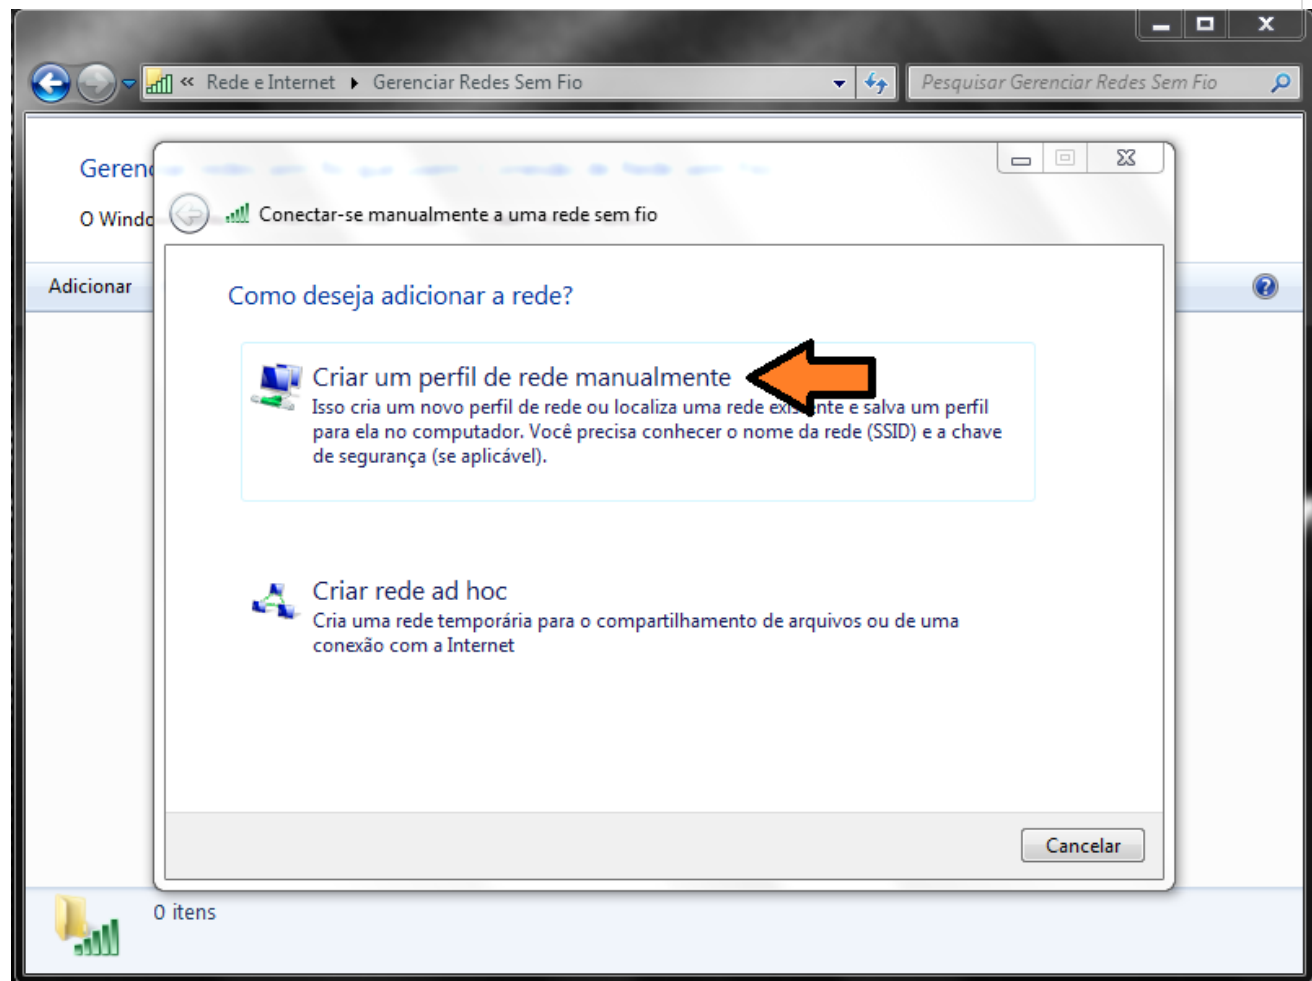 « Rede e Internet ▸ Gerenciar Redes Sem Fio
Pesquisar Gerenciar Redes Sem Fio
Geren
O Windo
Conectar-se manualmente a uma rede sem fio
Adicionar
Como deseja adicionar a rede?
Criar um perfil de rede manualmente
Isso cria um novo perfil de rede ou localiza uma rede existente e salva um perfil
para ela no computador. Você precisa conhecer o nome da rede (SSID) e a chave
de segurança (se aplicável).
Criar rede ad hoc
Cria uma rede temporária para o compartilhamento de arquivos ou de uma
conexão com a Internet
Cancelar
0 itens